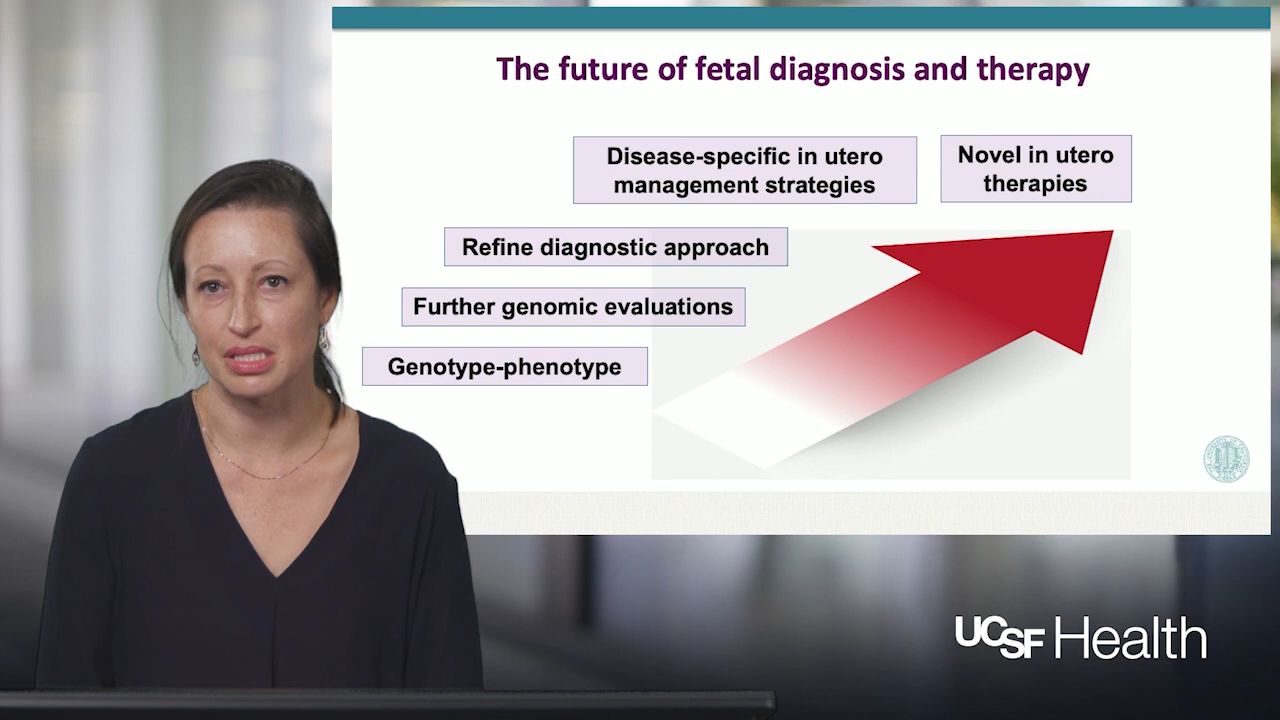 The future of fetal diagnosis and therapy
Disease-specific in utero
management strategies
Novel in utero
therapies
Refine diagnostic approach
Further genomic evaluations
Genotype-phenotype
UCSF Health